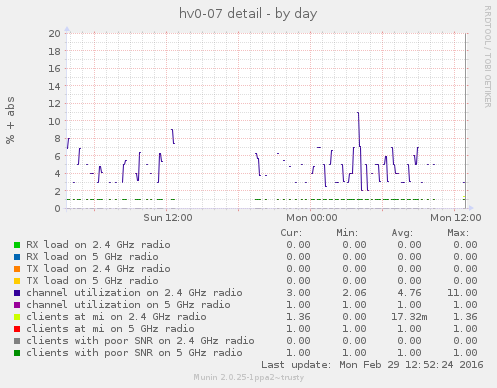 hv0-07 detail - by day
RRDTOOL / TOBI OETIKER
% + abs
20
18
16
14
12
10
8
6
4
2
0
Sun 12:00 Mon 00:00 Mon 12:00
Cur: Min: Avg: Max:
RX load on 2.4 GHz radio 0.00 0.00 0.00 0.00
RX load on 5 GHz radio 0.00 0.00 0.00 0.00
TX load on 2.4 GHz radio 0.00 0.00 0.00 0.00
TX load on 5 GHz radio 0.00 0.00 0.00 0.00
channel utilization on 2.4 GHz radio 3.00 2.06 4.76 11.00
channel utilization on 5 GHz radio 1.00 1.00 1.00 1.00
clients at mi on 2.4 GHz radio 1.36 0.00 17.32m 1.36
clients at mi on 5 GHz radio 1.00 1.00 1.00 1.00
clients with poor SNR on 2.4 GHz radio 0.00 0.00 0.00 0.00
clients with poor SNR on 5 GHz radio 1.00 1.00 1.00 1.00
Last update: Mon Feb 29 12:52:24 2016
Munin 2.0.25-1ppa2~trusty